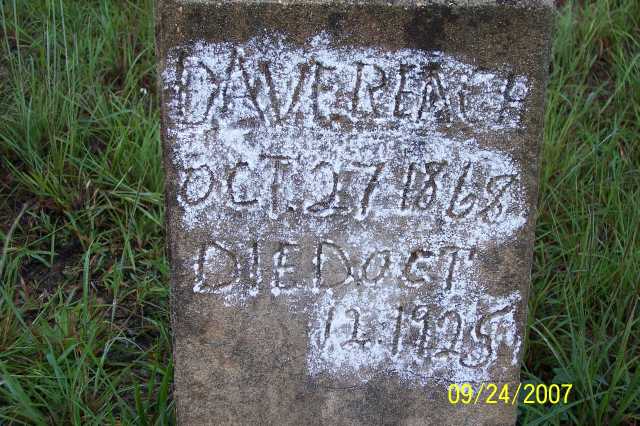 DAVE REACH
OCT. 27 1868
DIED OCT
12.1925
09/24/2007